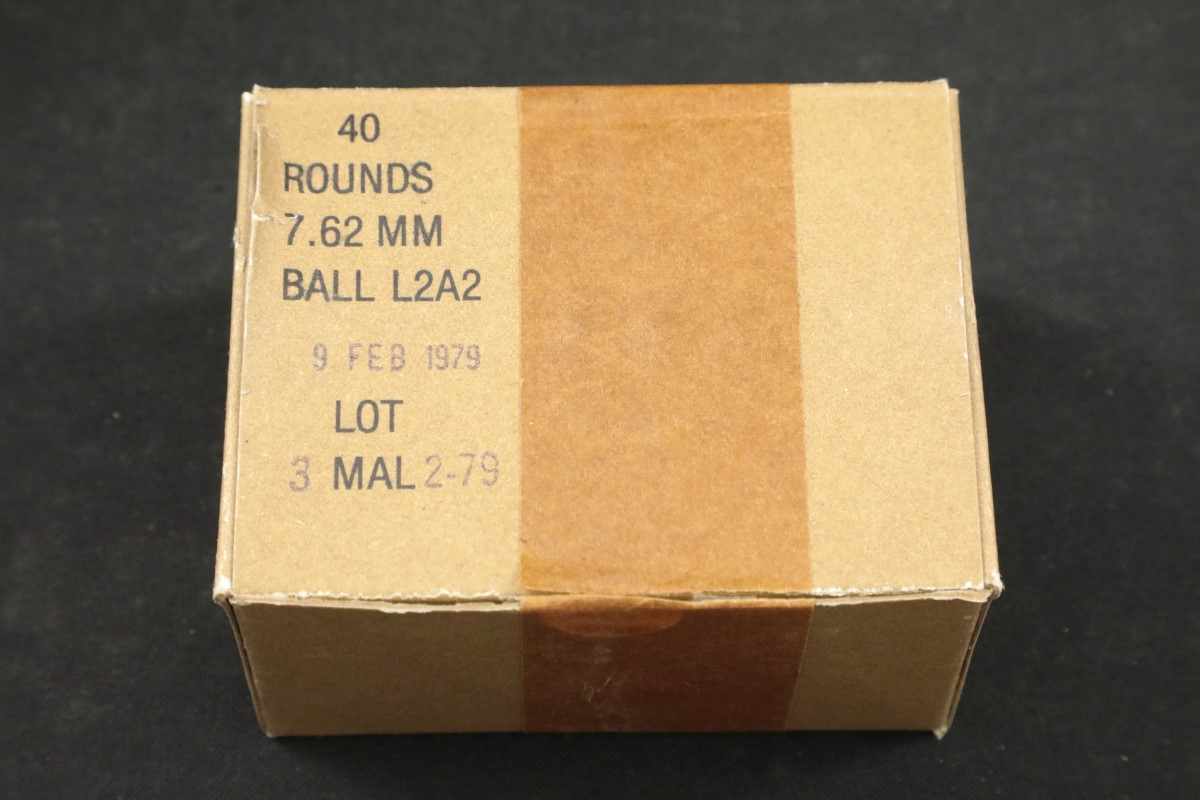 40
ROUNDS
7.62 MM
BALL L2A2
9 FEB 1979
LOT
3 MAL 2-79